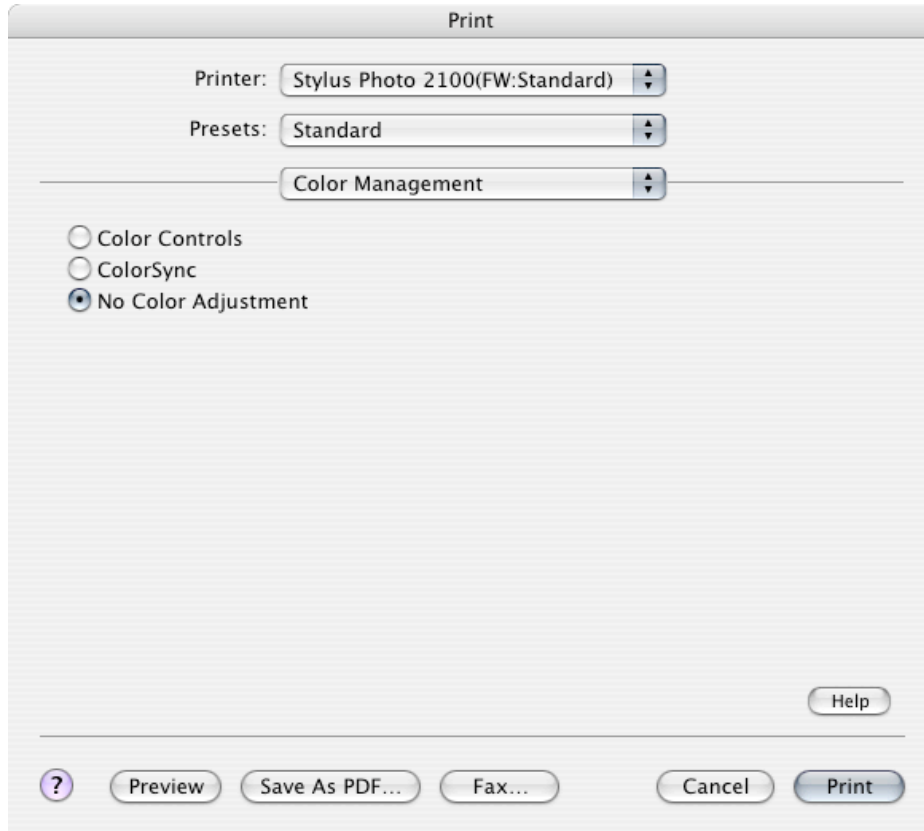 Print
Printer: Stylus Photo 2100(FW:Standard)
Presets: Standard
Color Management
Color Controls
ColorSync
No Color Adjustment
Help
? Preview Save As PDF... Fax... Cancel Print